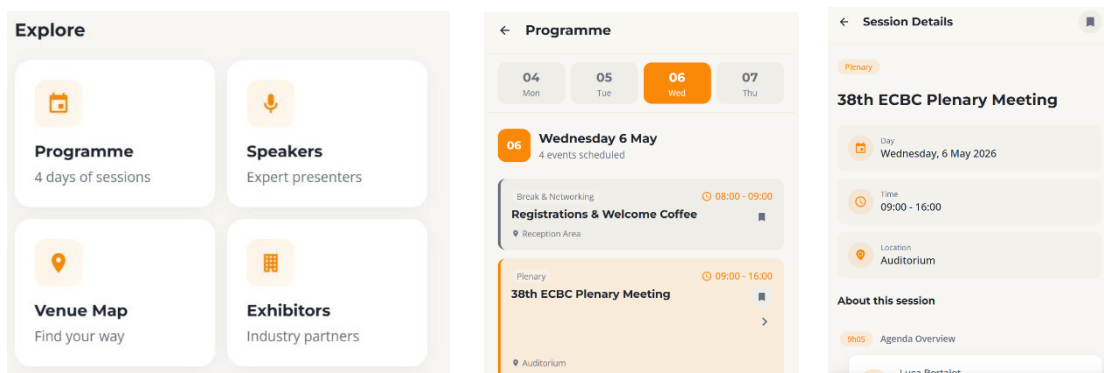 Explore
Programme
4 days of sessions
Speakers
Expert presenters
Venue Map
Find your way
Exhibitors
Industry partners
← Programme
04 05 06 07
Mon Tue Wed Thu
06
Wednesday 6 May
4 events scheduled
Break & Networking 08:00 - 09:00
Registrations & Welcome Coffee
Reception Area
Plenary 09:00 - 16:00
38th ECBC Plenary Meeting
>
Auditorium
← Session Details
Plenary
38th ECBC Plenary Meeting
Day
Wednesday, 6 May 2026
Time
09:00 - 16:00
Location
Auditorium
About this session
9h05 Agenda Overview